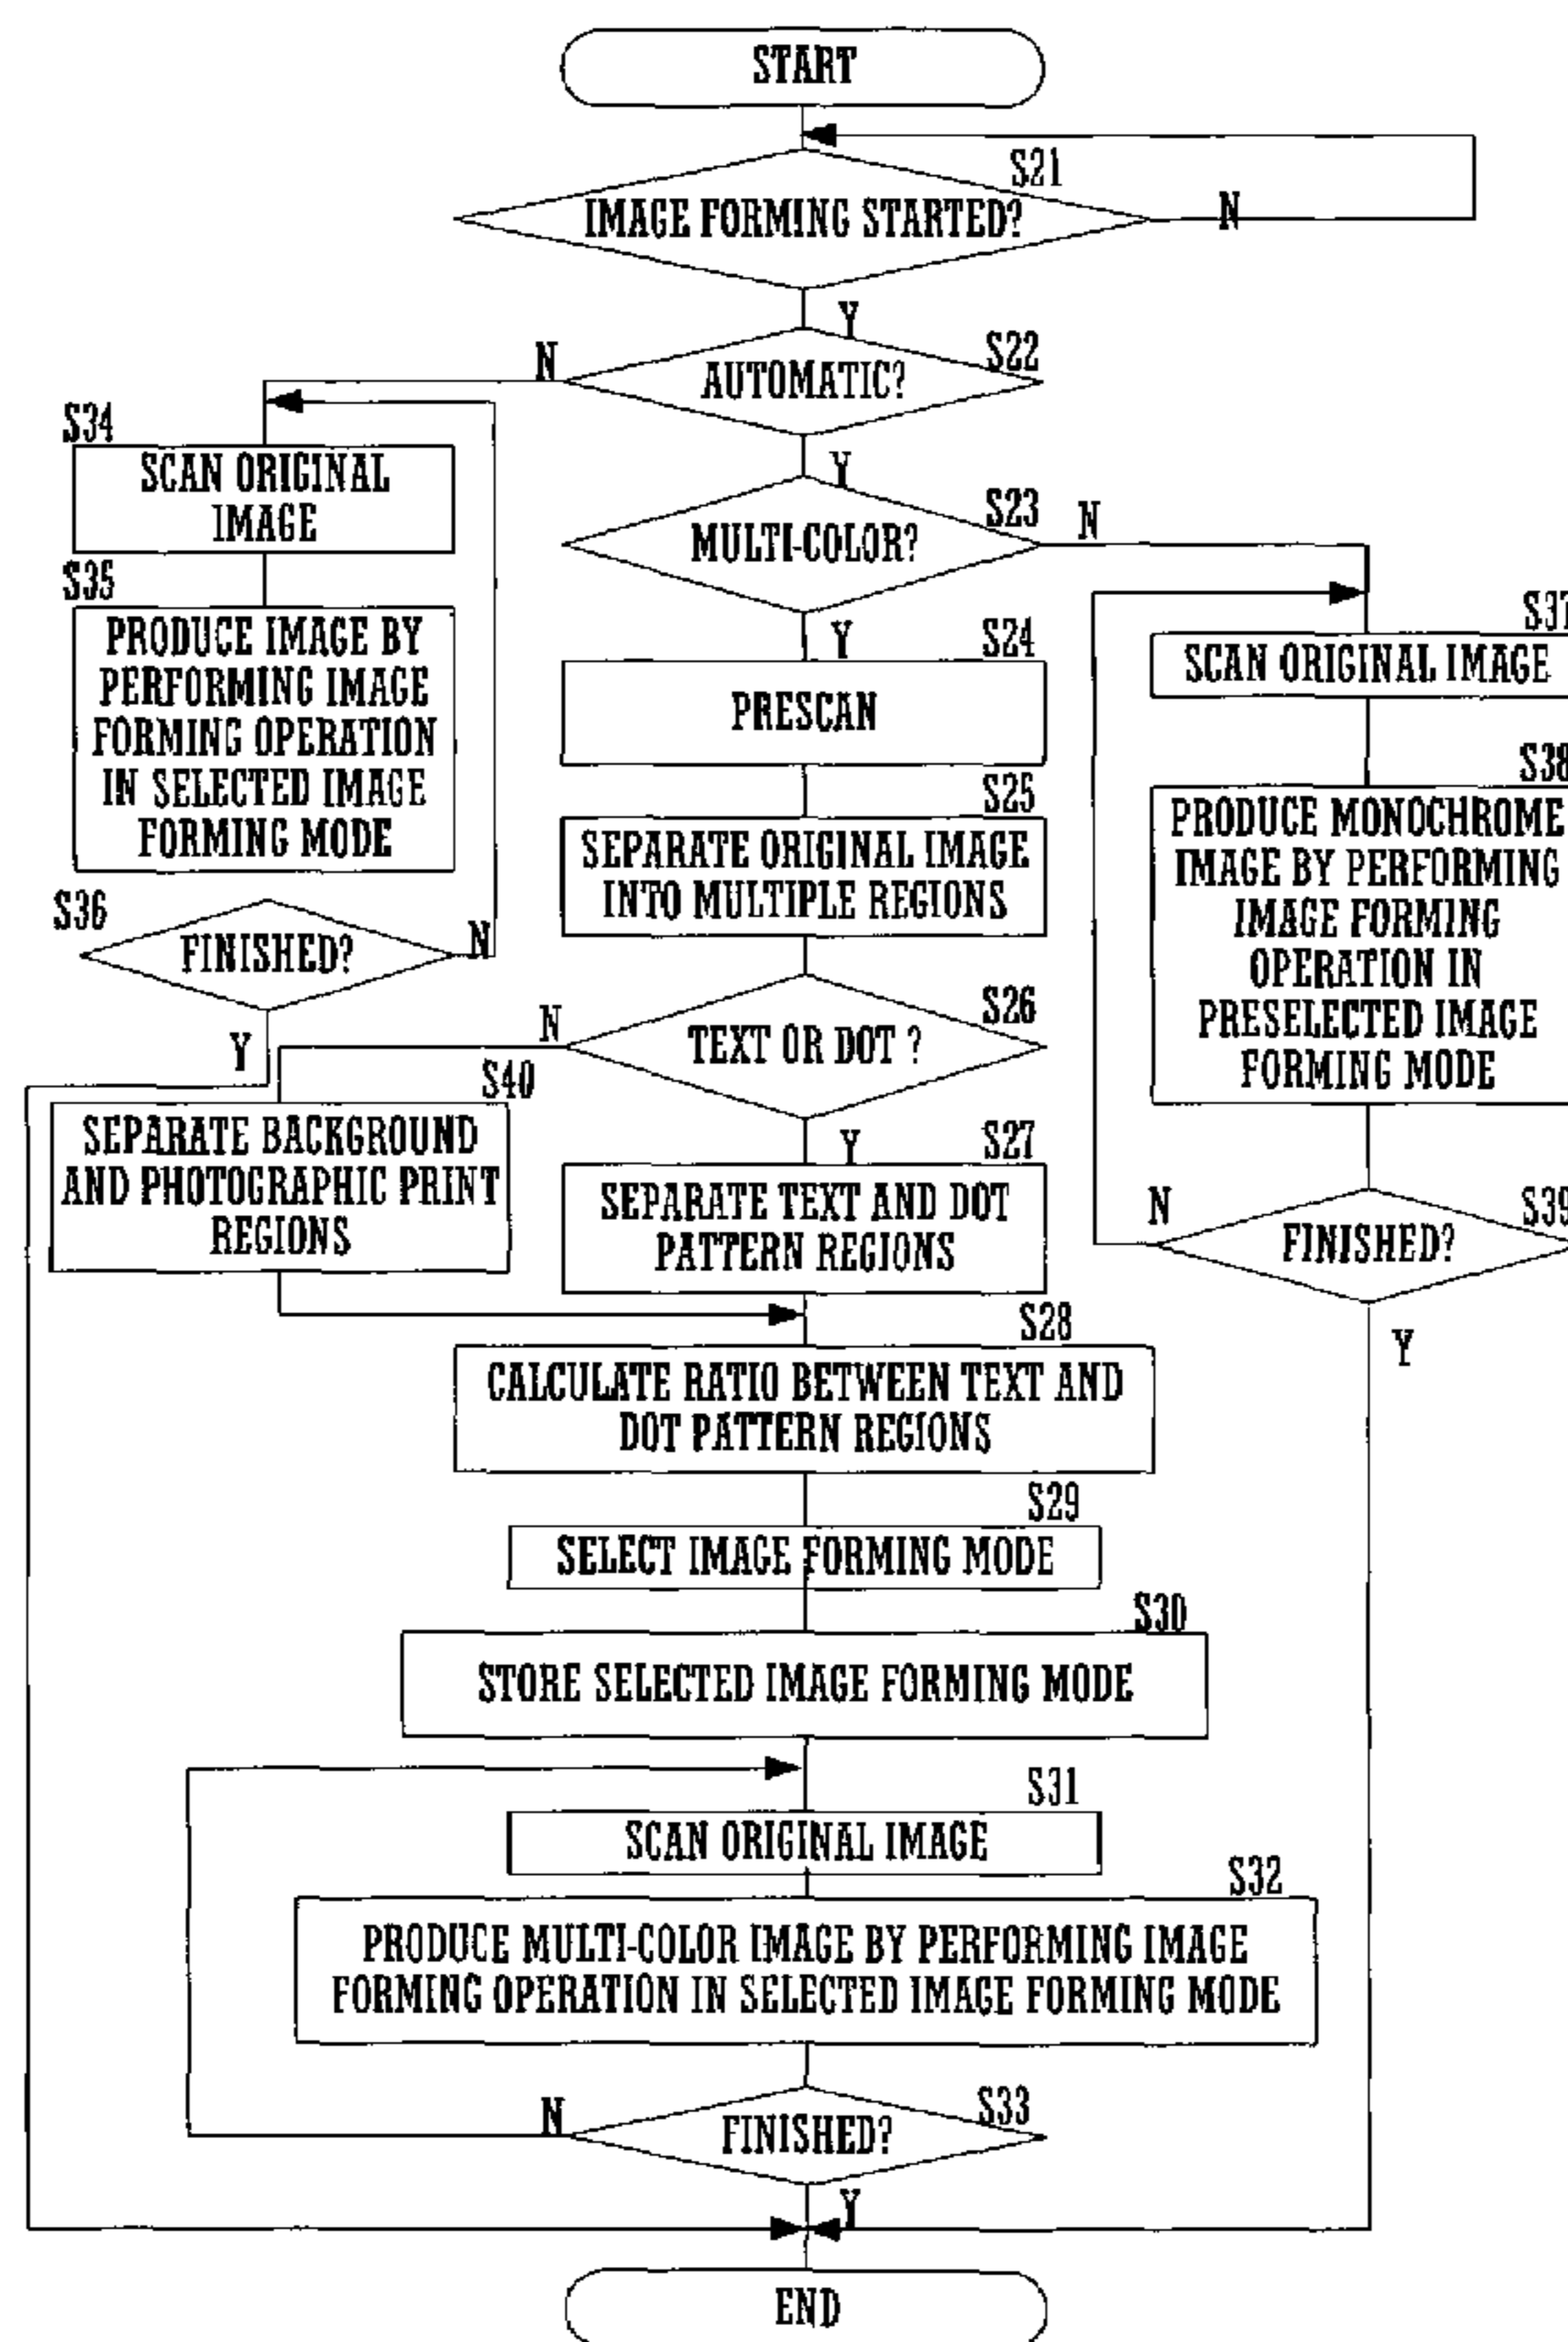 START
S21
IMAGE FORMING STARTED?
N
Y
S22
N
AUTOMATIC?
S34
SCAN ORIGINAL
IMAGE
S35
PRODUCE IMAGE BY
PERFORMING IMAGE
FORMING OPERATION
IN SELECTED IMAGE
FORMING MODE
S36
FINISHED?
N
Y
Y
S23
N
MULTI-COLOR?
Y
S24
PRESCAN
S25
SEPARATE ORIGINAL IMAGE
INTO MULTIPLE REGIONS
S26
N
TEXT OR DOT ?
S40
SEPARATE BACKGROUND
AND PHOTOGRAPHIC PRINT
REGIONS
Y
S27
SEPARATE TEXT AND DOT
PATTERN REGIONS
S37
SCAN ORIGINAL IMAGE
S38
PRODUCE MONOCHROME
IMAGE BY PERFORMING
IMAGE FORMING
OPERATION IN
PRESELECTED IMAGE
FORMING MODE
S39
N
FINISHED?
Y
S28
CALCULATE RATIO BETWEEN TEXT AND
DOT PATTERN REGIONS
S29
SELECT IMAGE FORMING MODE
S30
STORE SELECTED IMAGE FORMING MODE
S31
SCAN ORIGINAL IMAGE
S32
PRODUCE MULTI-COLOR IMAGE BY PERFORMING IMAGE
FORMING OPERATION IN SELECTED IMAGE FORMING MODE
S33
N
FINISHED?
Y
END